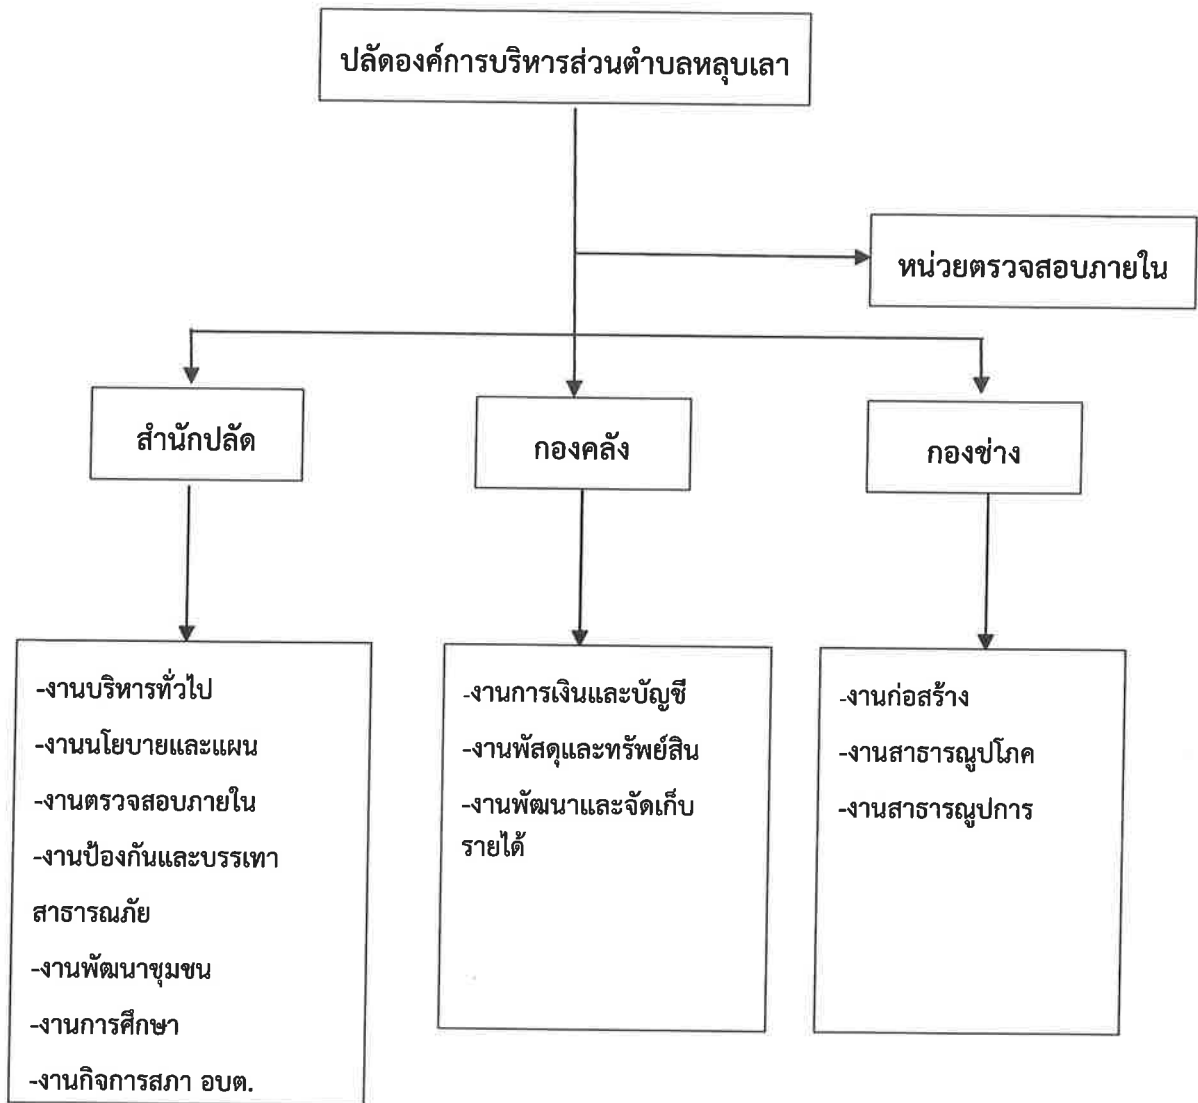 ปลัดองค์การบริหารส่วนตำบลหลุบเลา
หน่วยตรวจสอบภายใน
สำนักปลัด
กองคลัง
กองช่าง
-งานบริหารทั่วไป
-งานนโยบายและแผน
-งานตรวจสอบภายใน
-งานป้องกันและบรรเทา
สาธารณภัย
-งานพัฒนาชุมชน
-งานการศึกษา
-งานกิจการสภา อบต.
-งานการเงินและบัญชี
-งานพัสดุและทรัพย์สิน
-งานพัฒนาและจัดเก็บ
รายได้
-งานก่อสร้าง
-งานสาธารณูปโภค
-งานสาธารณูปการ